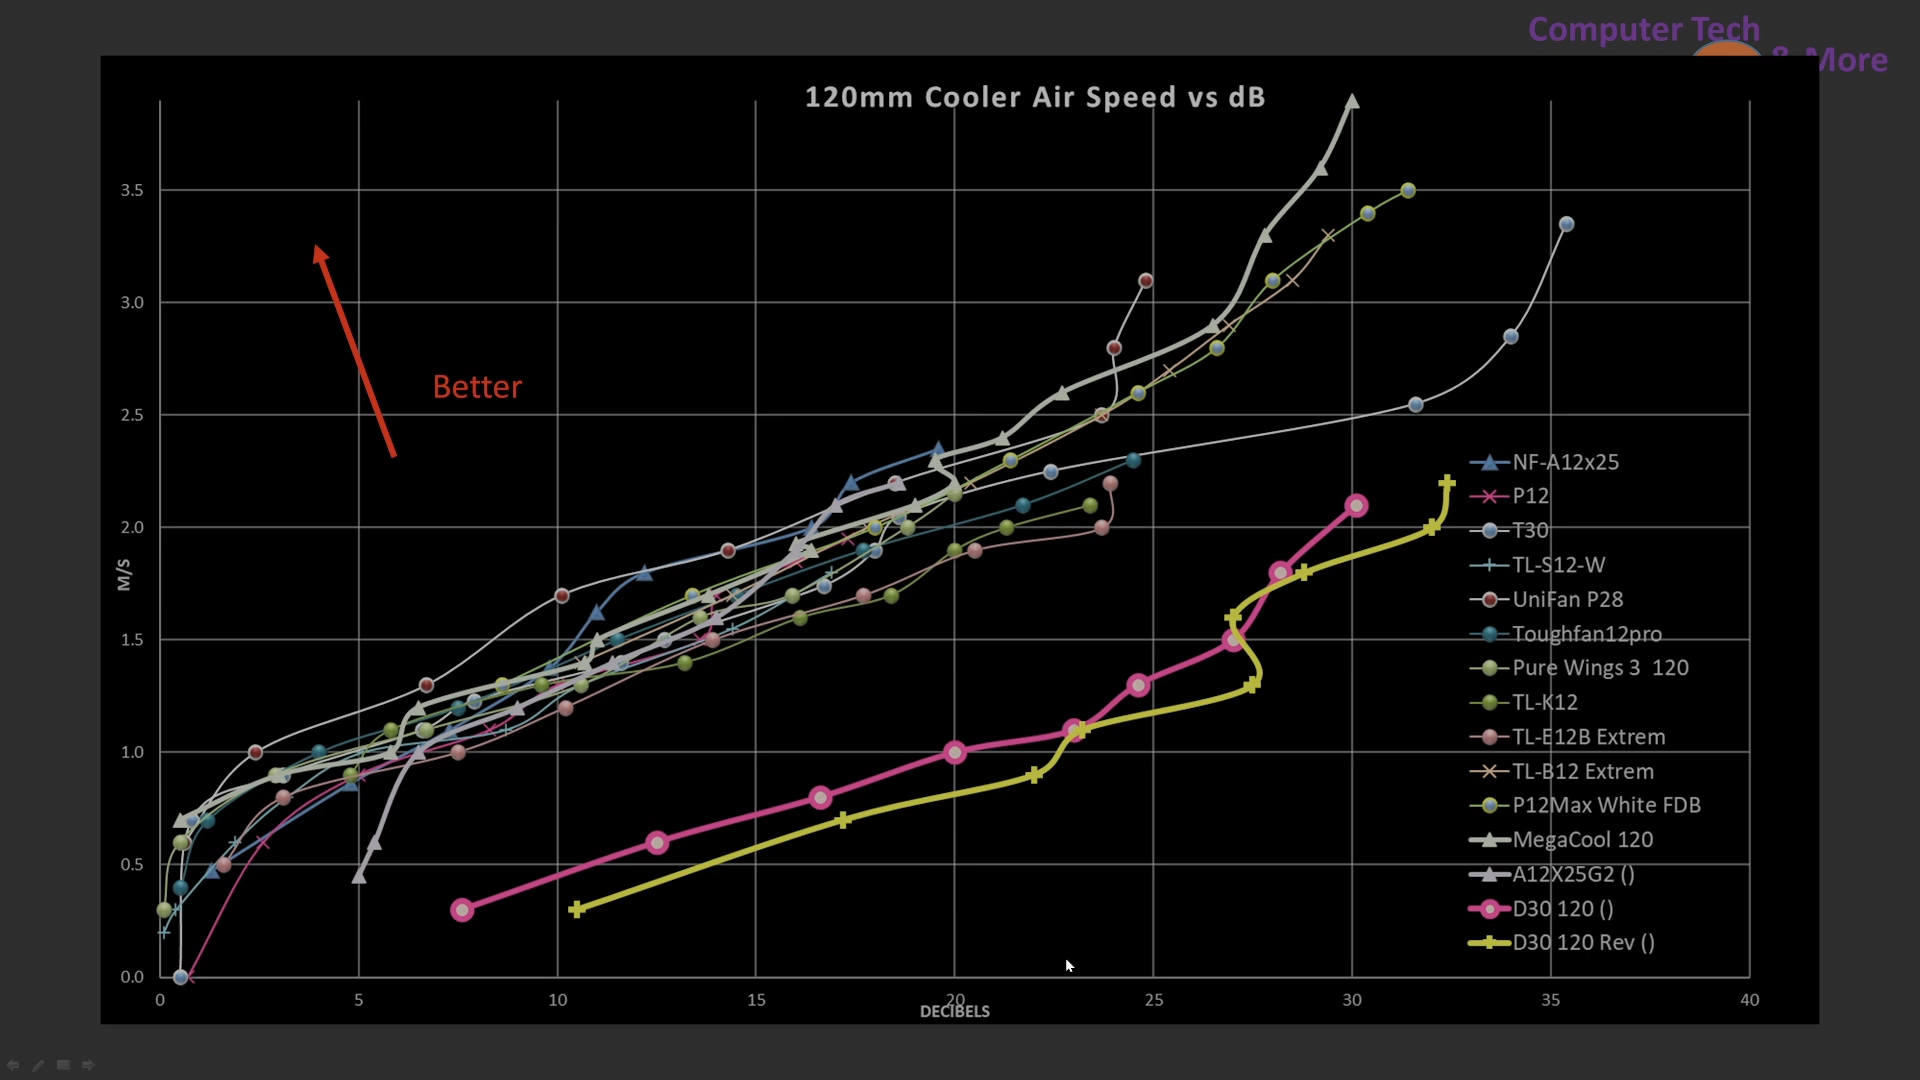 Computer Tech
& More
120mm Cooler Air Speed vs dB
3.5
3.0
2.5
2.0
1.5
1.0
0.5
0.0
M/S
Better
NF-A12x25
P12
T30
TL-S12-W
UniFan P28
Toughfan12pro
Pure Wings 3  120
TL-K12
TL-E12B Extrem
TL-B12 Extrem
P12Max White FDB
MegaCool 120
A12X25G2 ()
D30 120 ()
D30 120 Rev ()
0 5 10 15 20 25 30 35 40
DECIBELS